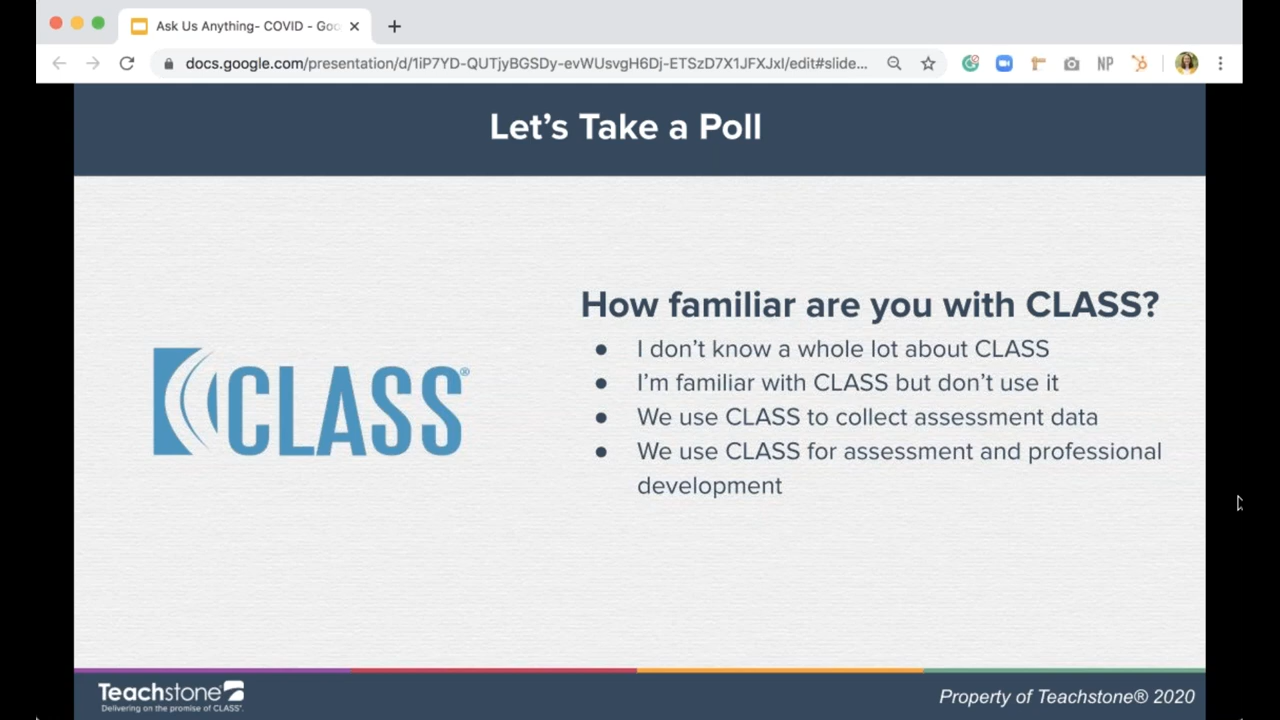 Ask Us Anything- COVID - Goo
docs.google.com/presentation/d/1iP7YD-QUTjyBGSDy-evWUsvgH6Dj-ETSzD7X1JFXJxI/edit#slide...
NP
Let's Take a Poll
How familiar are you with CLASS?
● I don't know a whole lot about CLASS
● I'm familiar with CLASS but don't use it
● We use CLASS to collect assessment data
● We use CLASS for assessment and professional
development
CLASS®
Teachstone®
Delivering on the promise of CLASS®.
Property of Teachstone® 2020